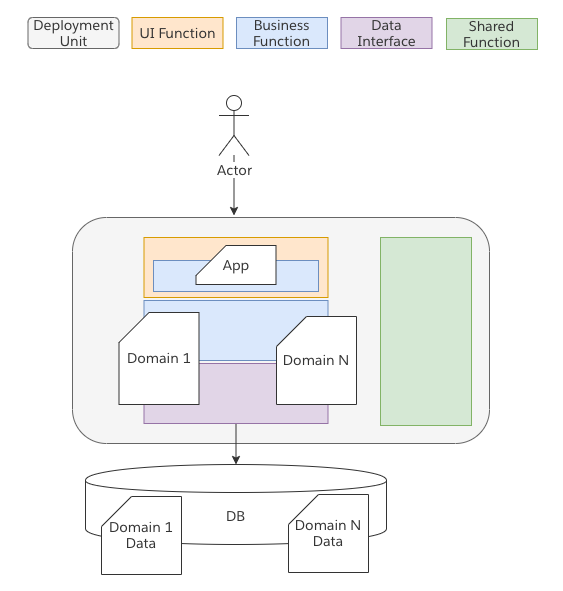 Deployment
Unit
UI Function
Business
Function
Data
Interface
Shared
Function
Actor
App
Domain 1
Domain N
DB
Domain 1
Data
Domain N
Data